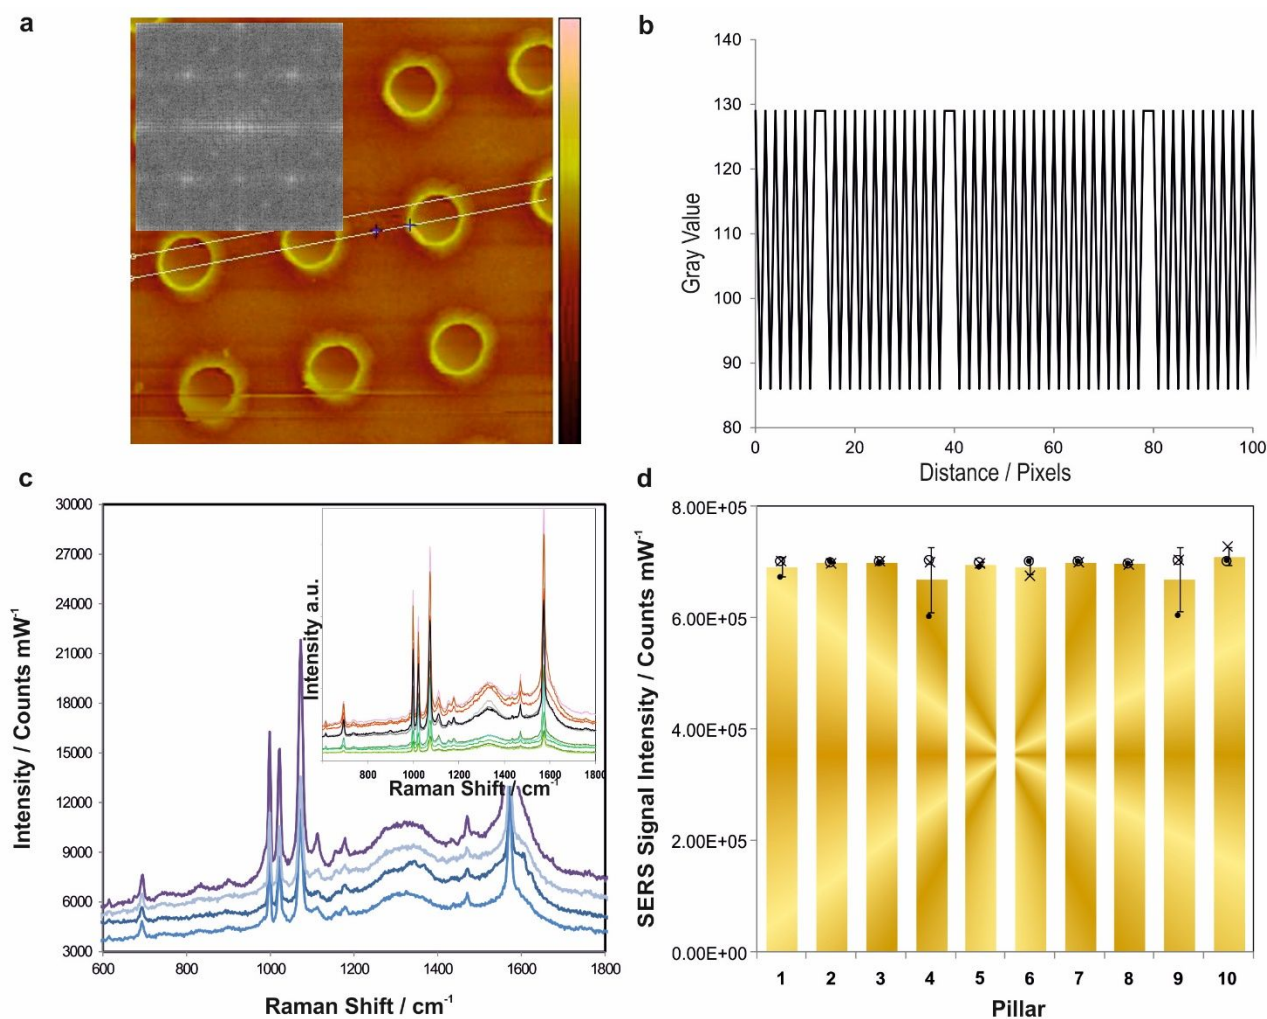 a
b
140
130
120
110
100
90
80
Gray Value
0
20
40
60
80
100
Distance / Pixels
c
30000
27000
24000
21000
18000
15000
12000
9000
6000
3000
Intensity / Counts mW⁻¹
600
800
1000
1200
1400
1600
1800
Raman Shift / cm⁻¹
Intensity a.u.
800
1000
1200
1400
1600
1800
Raman Shift / cm⁻¹
d
8.00E+05
6.00E+05
4.00E+05
2.00E+05
0.00E+00
SERS Signal Intensity / Counts mW⁻¹
1 2 3 4 5 6 7 8 9 10
Pillar